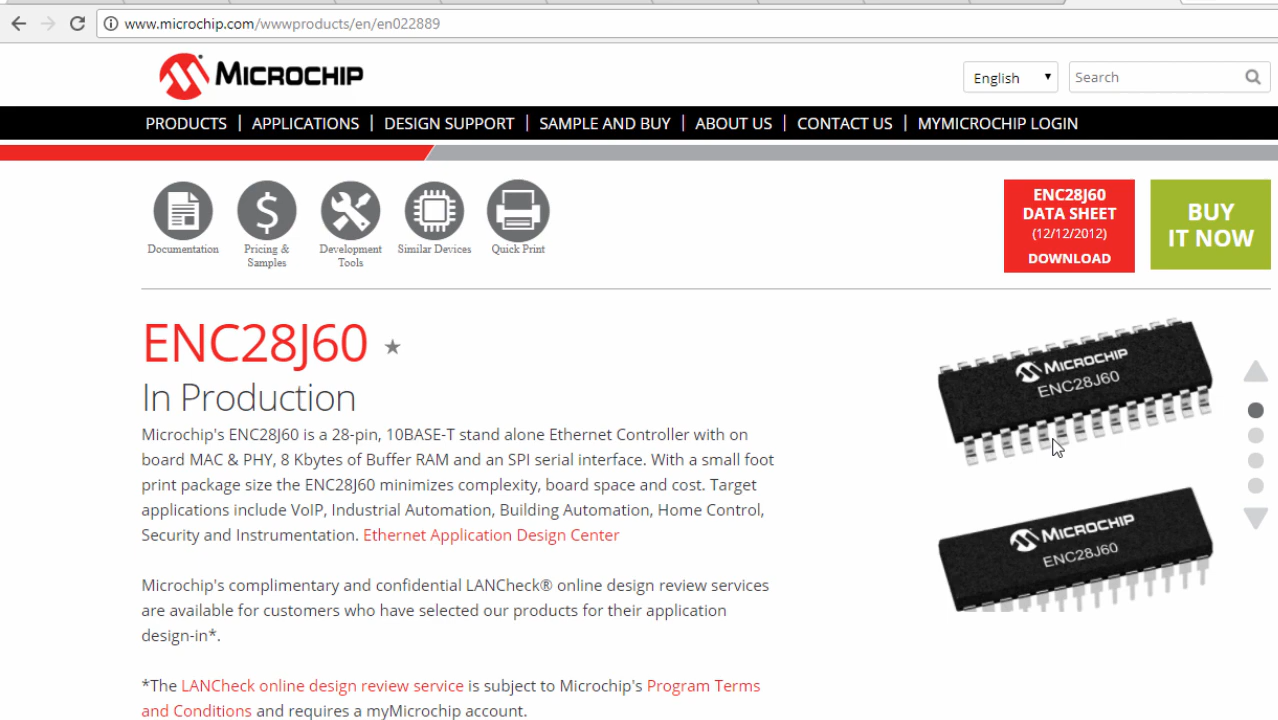 www.microchip.com/wwwproducts/en/en022889
MICROCHIP
English
Search
PRODUCTS | APPLICATIONS | DESIGN SUPPORT | SAMPLE AND BUY | ABOUT US | CONTACT US | MYMICROCHIP LOGIN
Documentation
Pricing &
Samples
Development
Tools
Similar Devices
Quick Print
ENC28J60
DATA SHEET
(12/12/2012)
DOWNLOAD
BUY
IT NOW
ENC28J60
In Production
Microchip's ENC28J60 is a 28-pin, 10BASE-T stand alone Ethernet Controller with on
board MAC & PHY, 8 Kbytes of Buffer RAM and an SPI serial interface. With a small foot
print package size the ENC28J60 minimizes complexity, board space and cost. Target
applications include VoIP, Industrial Automation, Building Automation, Home Control,
Security and Instrumentation. Ethernet Application Design Center
Microchip's complimentary and confidential LANCheck® online design review services
are available for customers who have selected our products for their application
design-in*.
*The LANCheck online design review service is subject to Microchip's Program Terms
and Conditions and requires a myMicrochip account.
MICROCHIP
ENC28J60
MICROCHIP
ENC28J60